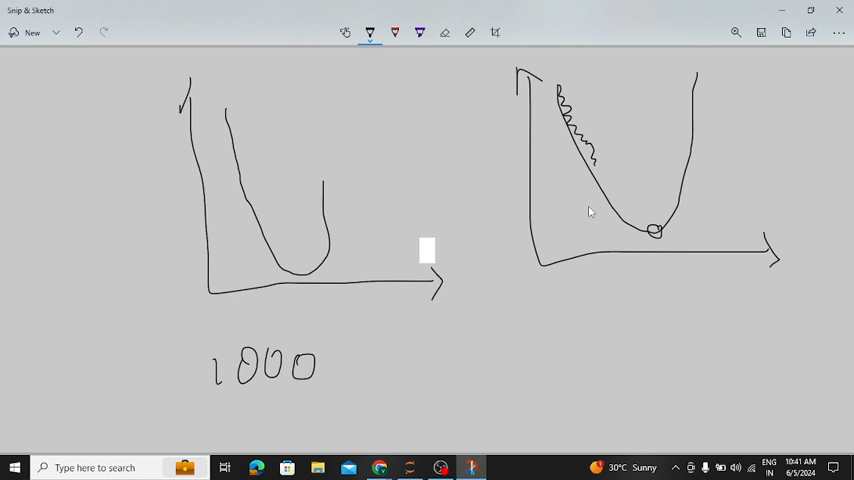 Snip & Sketch
New
1000
Type here to search
30°C Sunny
ENG
IN
10:41 AM
6/5/2024